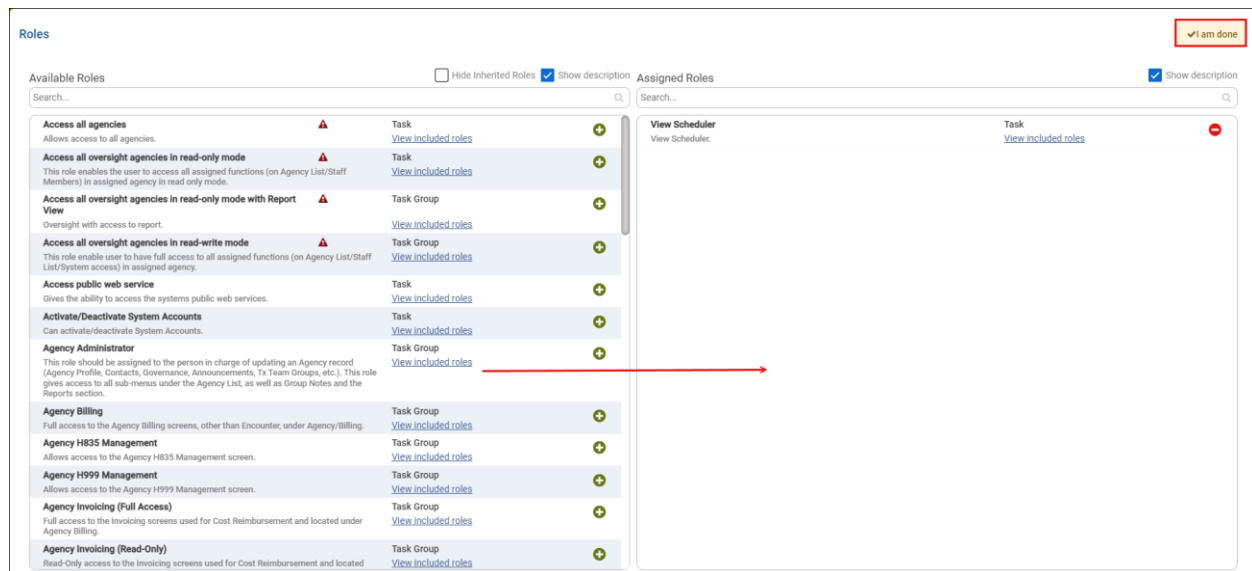 Roles
✔I am done
Available Roles
Hide Inherited Roles
Show description
Assigned Roles
Show description
Search...
Search...
Access all agencies Task
Allows access to all agencies. View included roles
Access all oversight agencies in read-only mode Task
This role enables the user to access all assigned functions (on Agency List/Staff View included roles
Members) in assigned agency in read only mode.
Access all oversight agencies in read-only mode with Report Task Group
View
Oversight with access to report. View included roles
Access all oversight agencies in read-write mode Task Group
This role enable user to have full access to all assigned functions (on Agency List/Staff View included roles
List/System access) in assigned agency.
Access public web service Task
Gives the ability to access the systems public web services. View included roles
Activate/Deactivate System Accounts Task
Can activate/deactivate System Accounts. View included roles
Agency Administrator Task Group
This role should be assigned to the person in charge of updating an Agency record View included roles
(Agency Profile, Contacts, Governance, Announcements, Tx Team Groups, etc.). This role
gives access to all sub-menus under the Agency List, as well as Group Notes and the
Reports section.
Agency Billing Task Group
Full access to the Agency Billing screens, other than Encounter, under Agency/Billing. View included roles
Agency H835 Management Task Group
Allows access to the Agency H835 Management screen. View included roles
Agency H999 Management Task Group
Allows access to the Agency H999 Management screen. View included roles
Agency Invoicing (Full Access) Task Group
Full access to the Invoicing screens used for Cost Reimbursement and located under View included roles
Agency Billing.
Agency Invoicing (Read-Only) Task Group
Read-Only access to the Invoicing screens used for Cost Reimbursement and located View included roles
View Scheduler Task
View Scheduler. View included roles